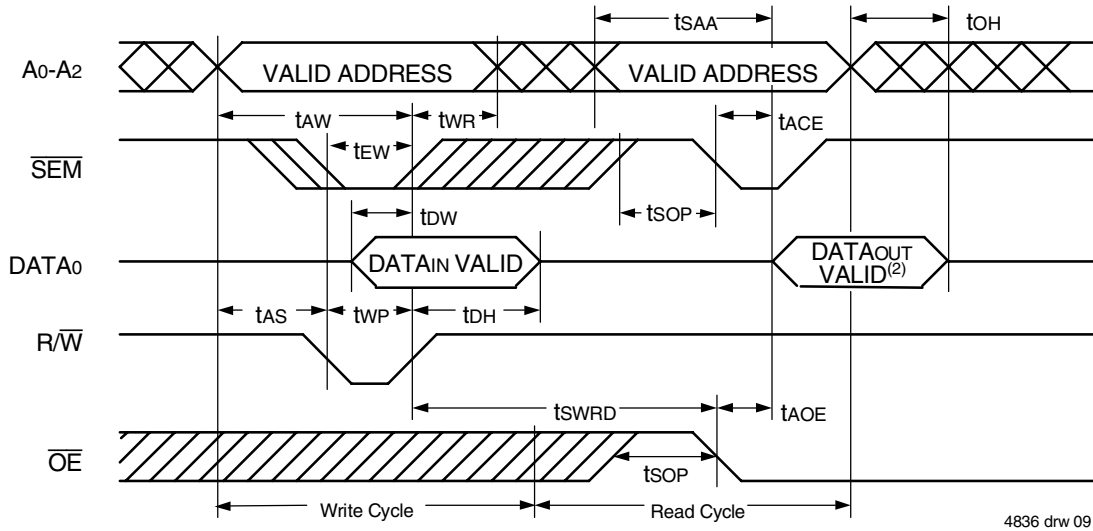 tSAA
tOH
A0-A2
VALID ADDRESS
VALID ADDRESS
tAW
tWR
tACE
tEW
SEM
tSOP
tDW
DATA0
DATAIN VALID
DATAOUT
VALID(2)
tAS
tWP
tDH
R/W
tSWRD
tAOE
OE
tSOP
Write Cycle
Read Cycle
4836 drw 09